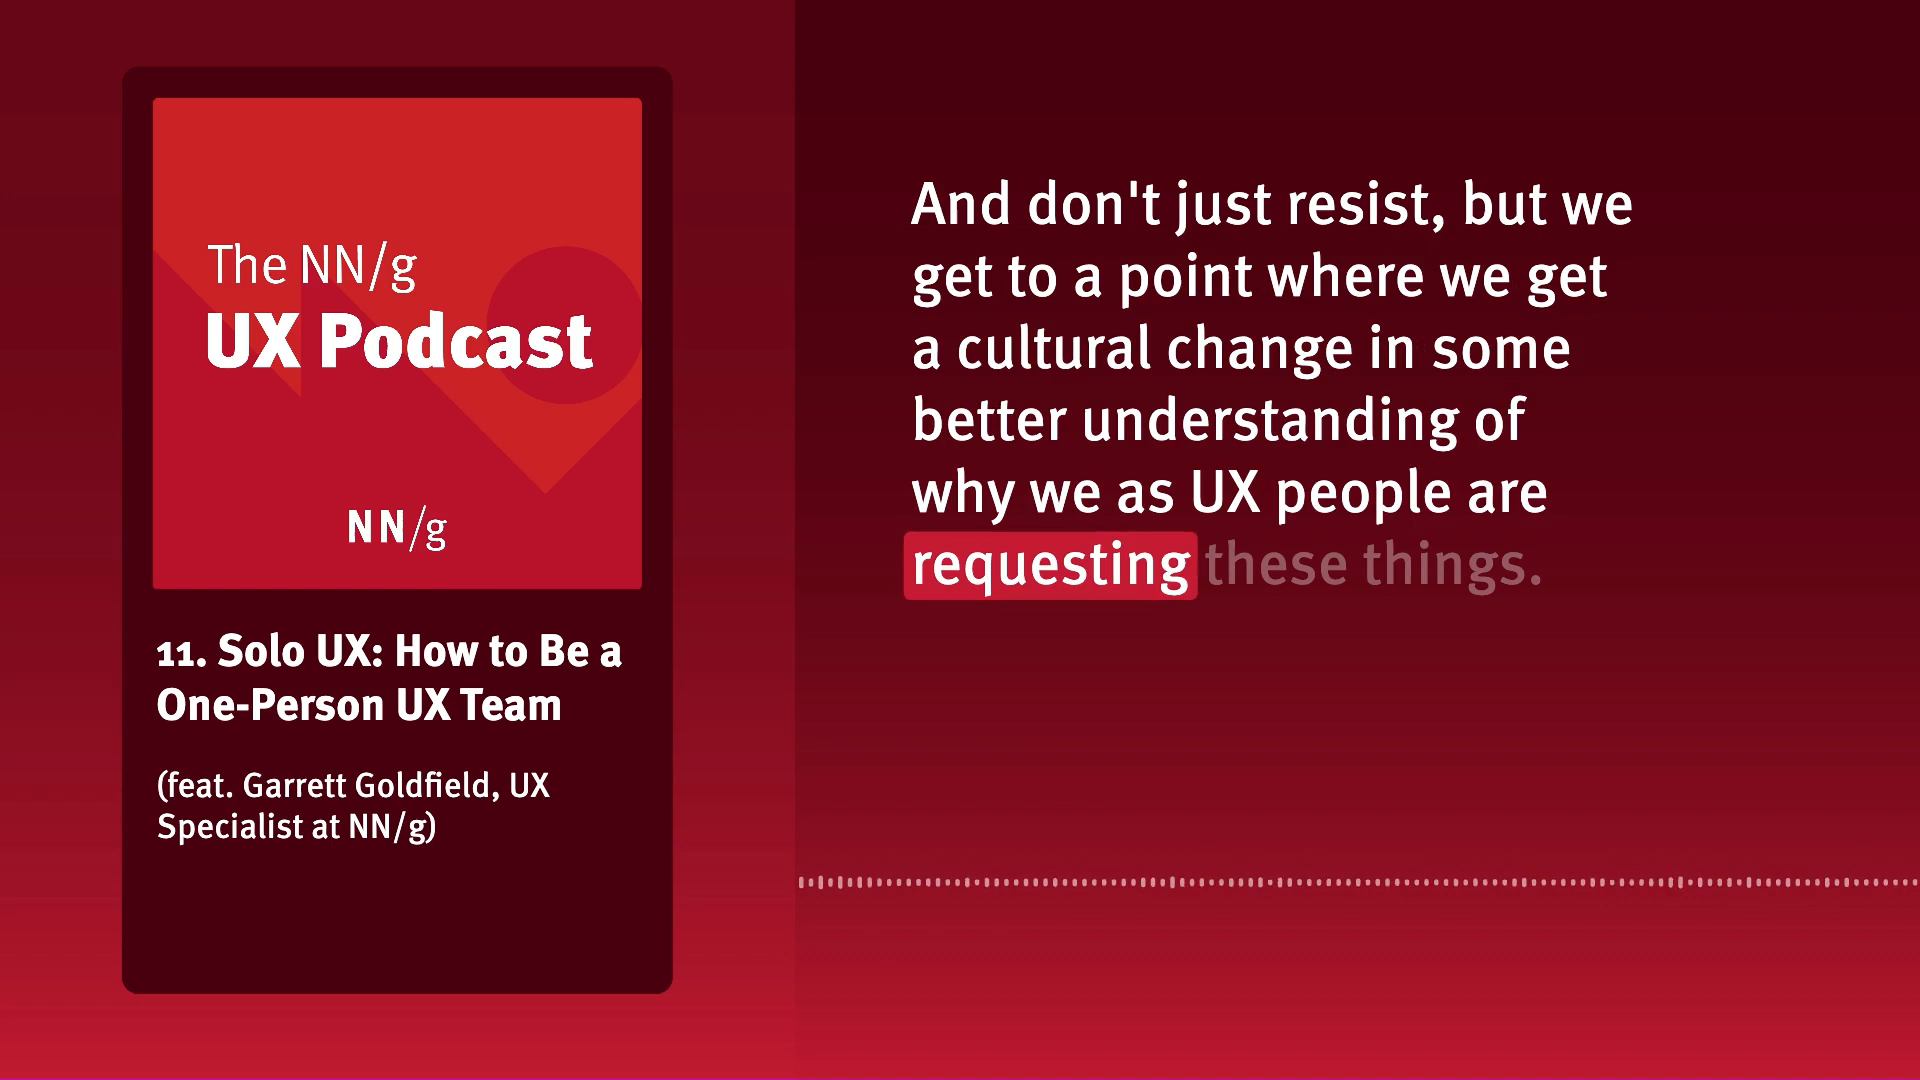 The NN/g
UX Podcast
NN/g
11. Solo UX: How to Be a
One-Person UX Team
(feat. Garrett Goldfield, UX
Specialist at NN/g)
And don't just resist, but we
get to a point where we get
a cultural change in some
better understanding of
why we as UX people are
requesting these things.